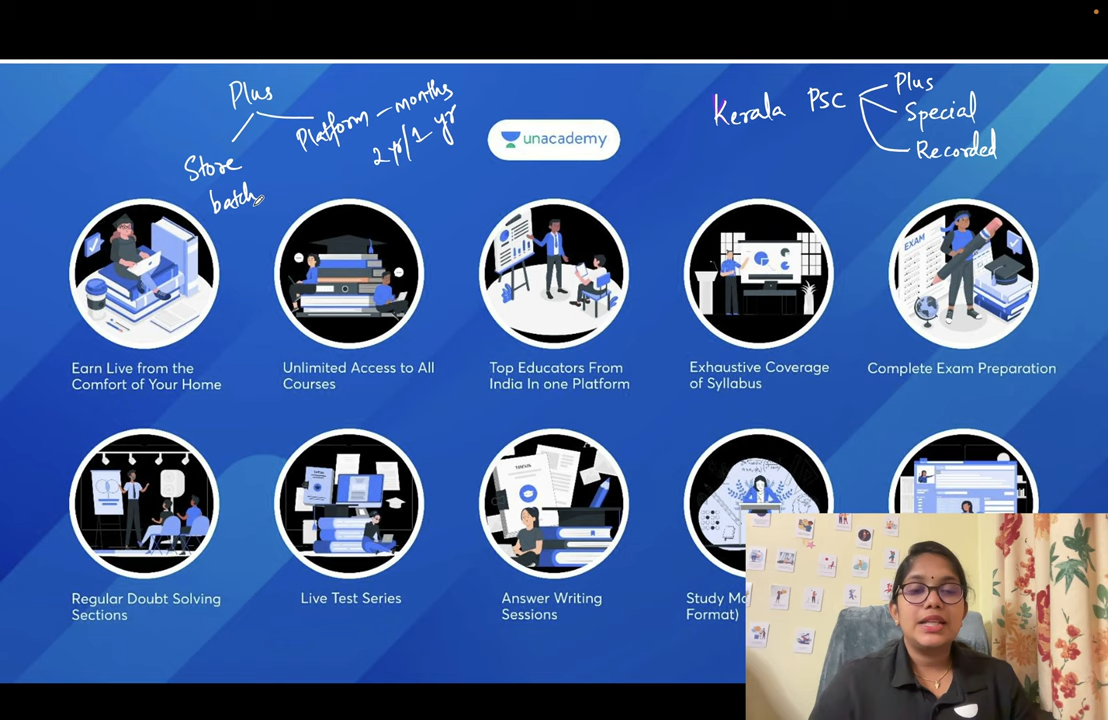 Plus
Platform – months
2 yr/1 yr
Store
batch
unacademy
Kerala PSC
Plus
Special
Recorded
Earn Live from the
Comfort of Your Home
Unlimited Access to All
Courses
Top Educators From
India In one Platform
Exhaustive Coverage
of Syllabus
EXAM
Complete Exam Preparation
Regular Doubt Solving
Sections
Live Test Series
Answer Writing
Sessions
Study
Format)